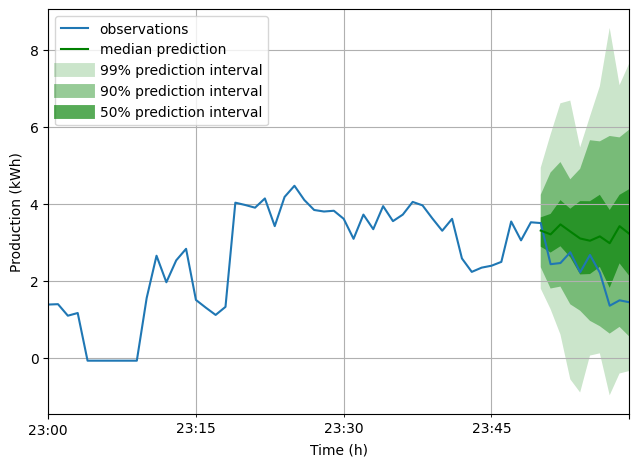 observations
median prediction
99% prediction interval
90% prediction interval
50% prediction interval
8
6
4
2
0
Production (kWh)
23:00 23:15 23:30 23:45
Time (h)